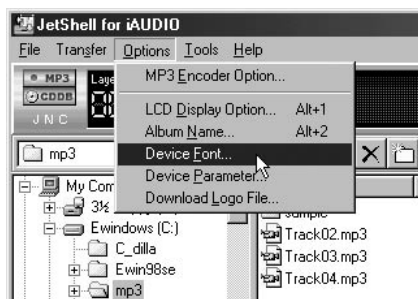 JetShell for iAUDIO
File Transfer Options Tools Help
MP3
CDDB
JNC
MP3 Encoder Option...
LCD Display Option... Alt+1
Album Name... Alt+2
Device Font...
Device Parameter...
Download Logo File...
mp3
My Com
3½
Ewindows (C:)
C_dilla
Ewin98se
mp3
sample
Track02.mp3
Track03.mp3
Track04.mp3